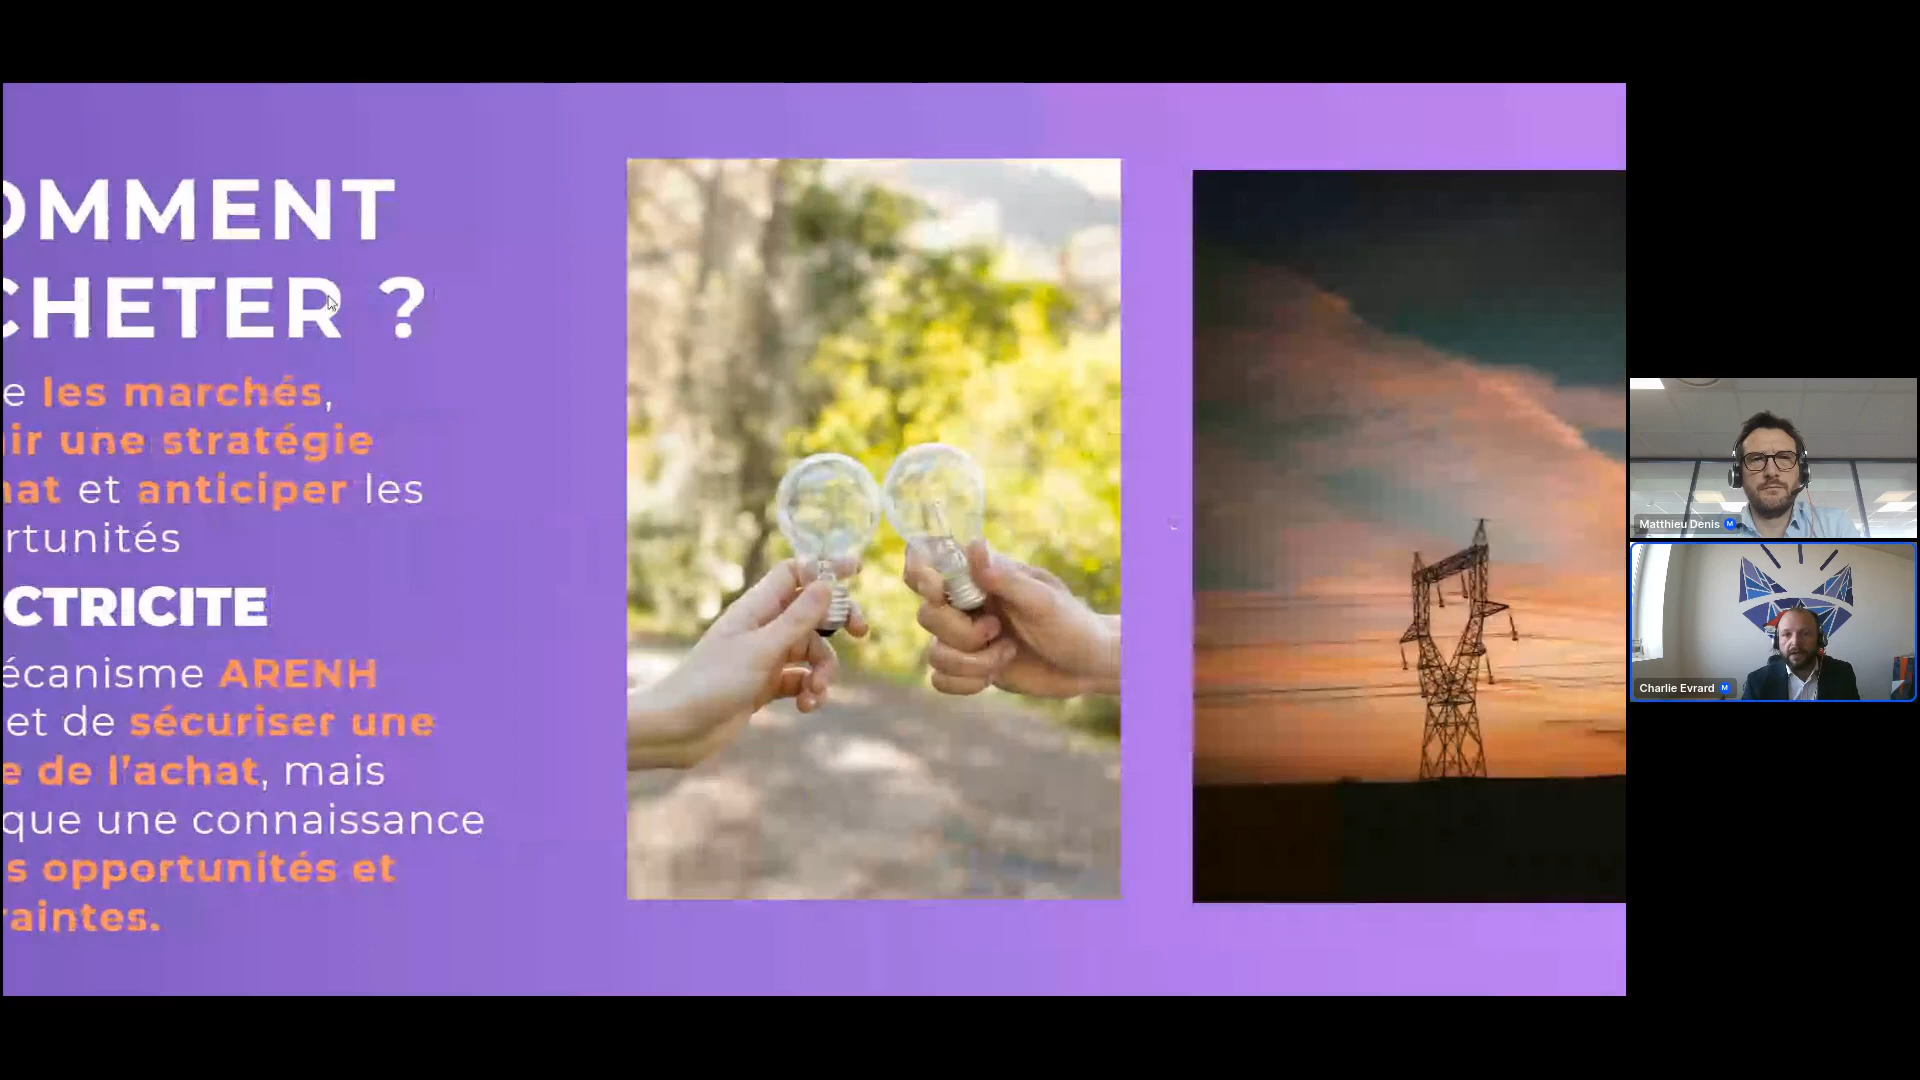 OMMENT
CHETER ?
e les marchés,
ir une stratégie
hat et anticiper les
rtunités
CTRICITE
écanisme ARENH
et de sécuriser une
e de l'achat, mais
que une connaissance
s opportunités et
raintes.
Matthieu Denis M
Charlie Evrard M